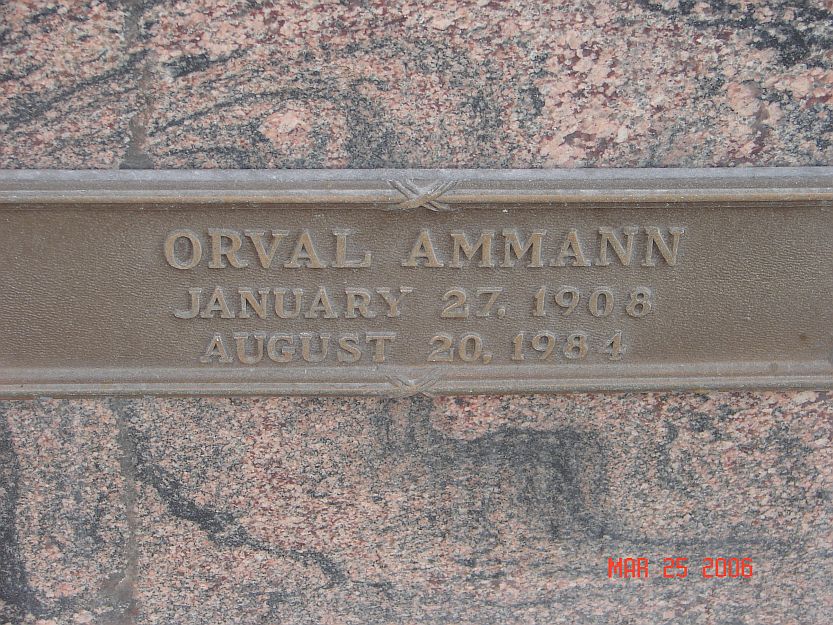 ORVAL AMMANN
JANUARY 27, 1908
AUGUST 20, 1984
MAR 25 2006